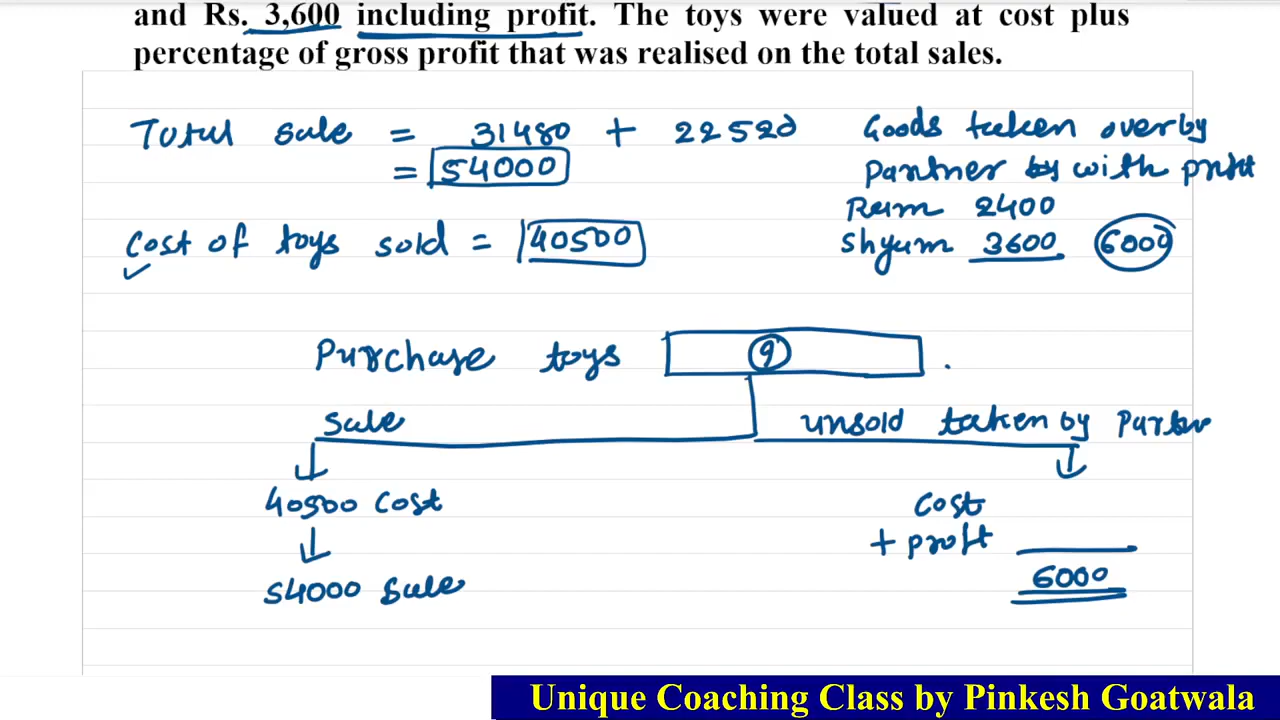 and Rs. 3,600 including profit. The toys were valued at cost plus
percentage of gross profit that was realised on the total sales.
Total sale = 31480 + 22520
= 54000
Goods taken over by
Partner by with profit
Ram 2400
Shyam 3600 6000
Cost of toys sold = 40500
Purchase toys ?
Sale
unsold taken by Partner
40500 Cost
54000 Sale
Cost
+ profit
6000
Unique Coaching Class by Pinkesh Goatwala